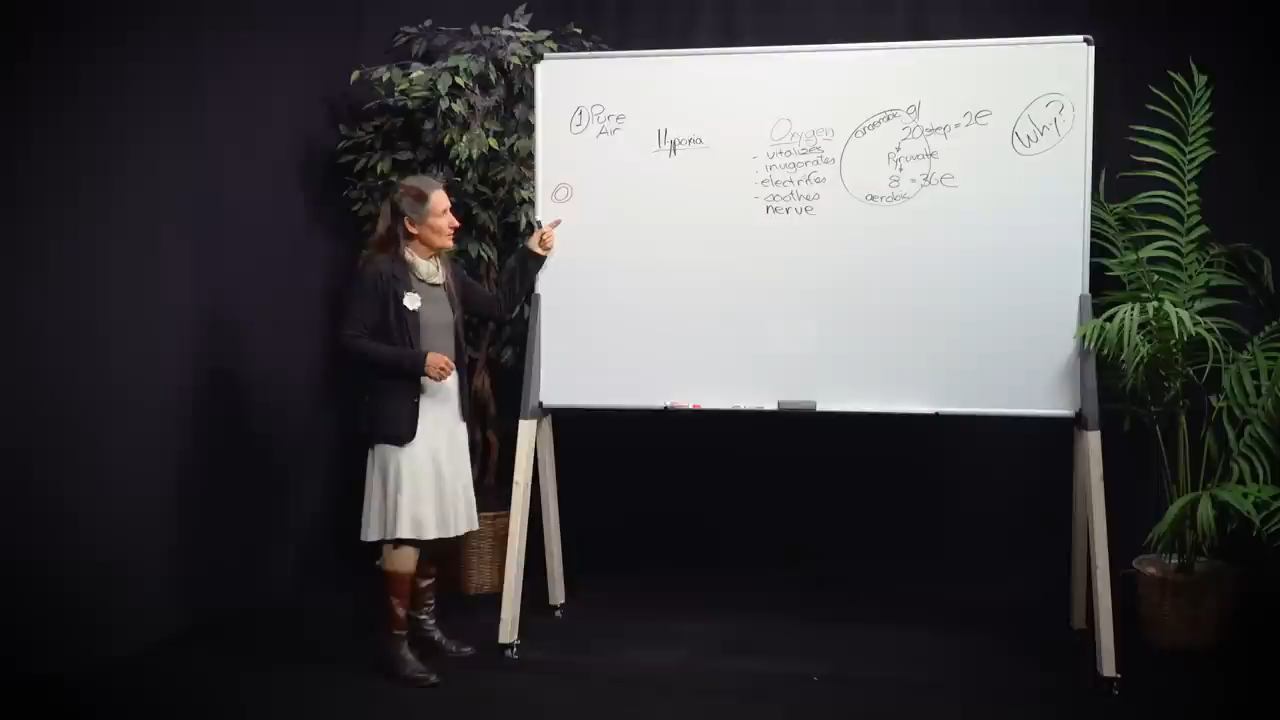 ① Pure
Air
Hypoxia
Oxygen
- vitalizes
- invigorates
- electrifies
- soothes
nerve
anaerobic gl
20 step = 2e
Pyruvate
8 = 36e
aerobic
Why?